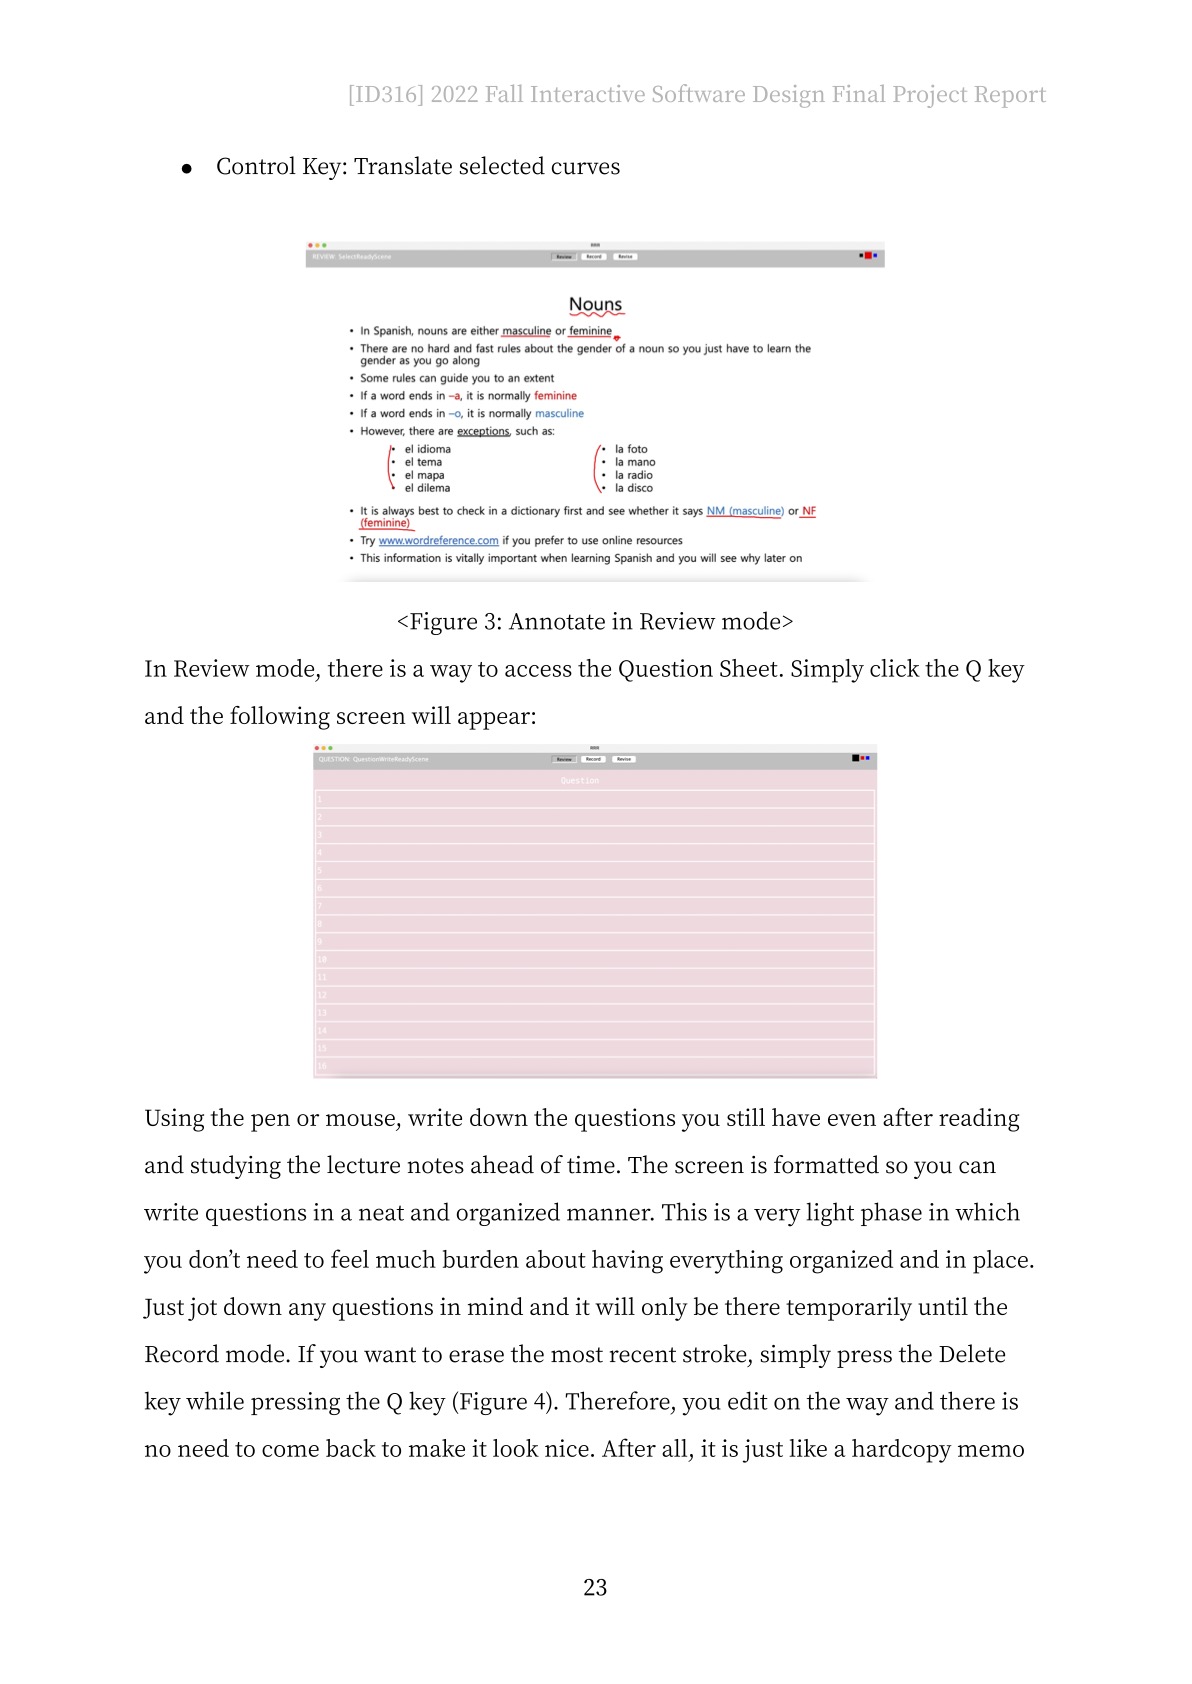 [ID316] 2022 Fall Interactive Software Design Final Project Report
● Control Key: Translate selected curves
RRR
REVIEW: SelectReadyScene Review Record Revise
Nouns
• In Spanish, nouns are either masculine or feminine
• There are no hard and fast rules about the gender of a noun so you just have to learn the
gender as you go along
• Some rules can guide you to an extent
• If a word ends in –a, it is normally feminine
• If a word ends in –o, it is normally masculine
• However, there are exceptions, such as:
• el idioma • la foto
• el tema • la mano
• el mapa • la radio
• el dilema • la disco
• It is always best to check in a dictionary first and see whether it says NM (masculine) or NF
(feminine)
• Try www.wordreference.com if you prefer to use online resources
• This information is vitally important when learning Spanish and you will see why later on
<Figure 3: Annotate in Review mode>
In Review mode, there is a way to access the Question Sheet. Simply click the Q key
and the following screen will appear:
RRR
QUESTION: QuestionWriteReadyScene Review Record Revise
Question
1
2
3
4
5
6
7
8
9
10
11
12
13
14
15
16
Using the pen or mouse, write down the questions you still have even after reading
and studying the lecture notes ahead of time. The screen is formatted so you can
write questions in a neat and organized manner. This is a very light phase in which
you don’t need to feel much burden about having everything organized and in place.
Just jot down any questions in mind and it will only be there temporarily until the
Record mode. If you want to erase the most recent stroke, simply press the Delete
key while pressing the Q key (Figure 4). Therefore, you edit on the way and there is
no need to come back to make it look nice. After all, it is just like a hardcopy memo
23